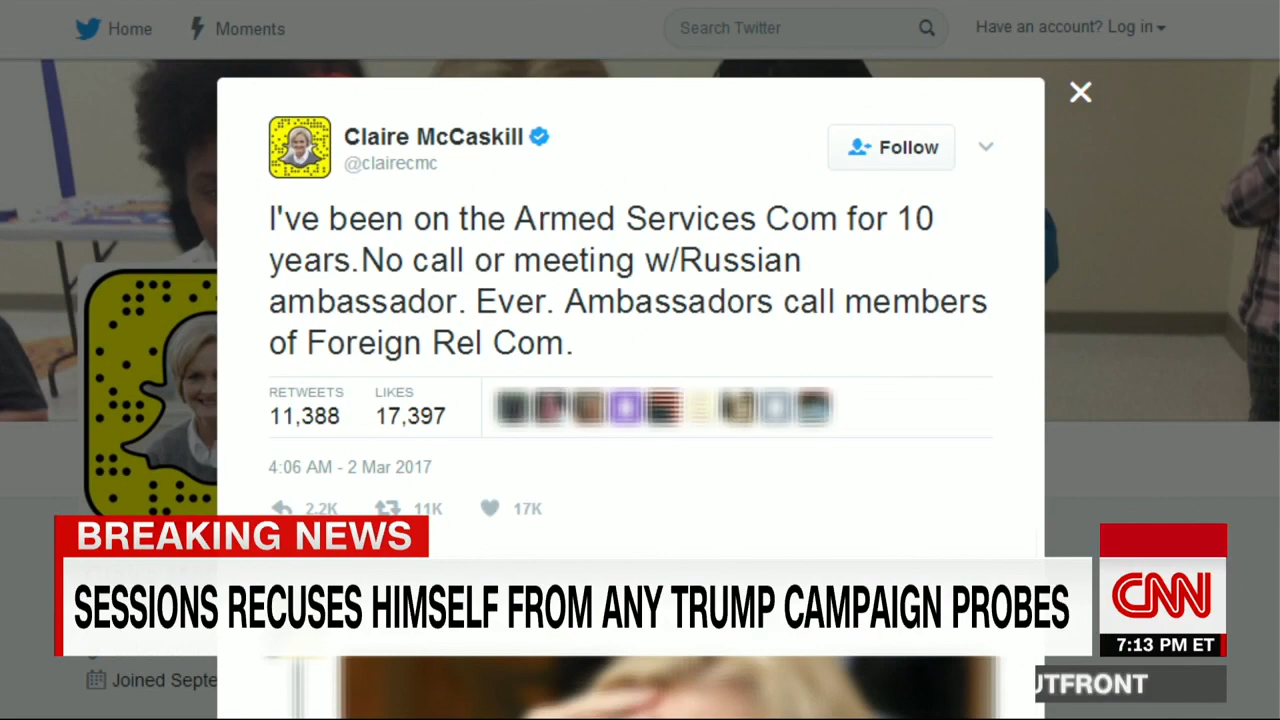 Home
Moments
Search Twitter
Have an account? Log in
Claire McCaskill
@clairecmc
Follow
I've been on the Armed Services Com for 10
years.No call or meeting w/Russian
ambassador. Ever. Ambassadors call members
of Foreign Rel Com.
RETWEETS LIKES
11,388 17,397
4:06 AM - 2 Mar 2017
2.2K 11K 17K
BREAKING NEWS
SESSIONS RECUSES HIMSELF FROM ANY TRUMP CAMPAIGN PROBES
CNN
7:13 PM ET
UTFRONT
Joined Septe